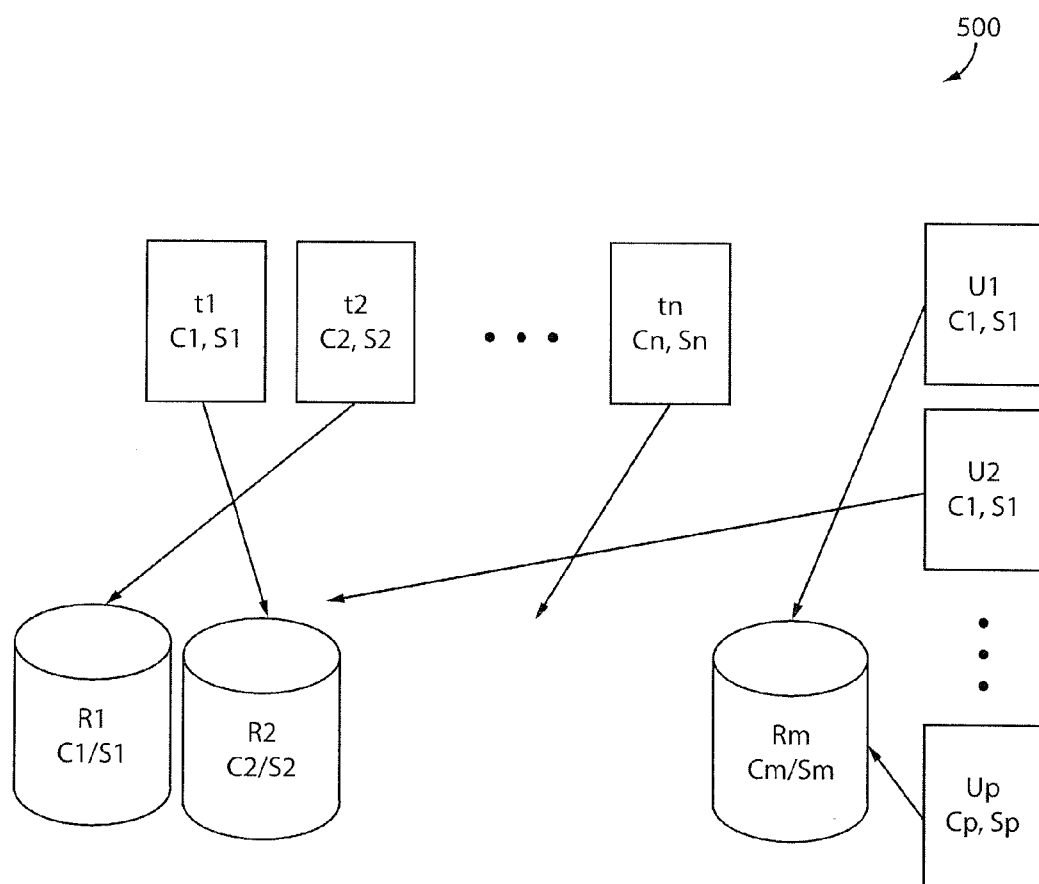 500
t1
C1, S1
t2
C2, S2
tn
Cn, Sn
U1
C1, S1
U2
C1, S1
R1
C1/S1
R2
C2/S2
Rm
Cm/Sm
Up
Cp, Sp